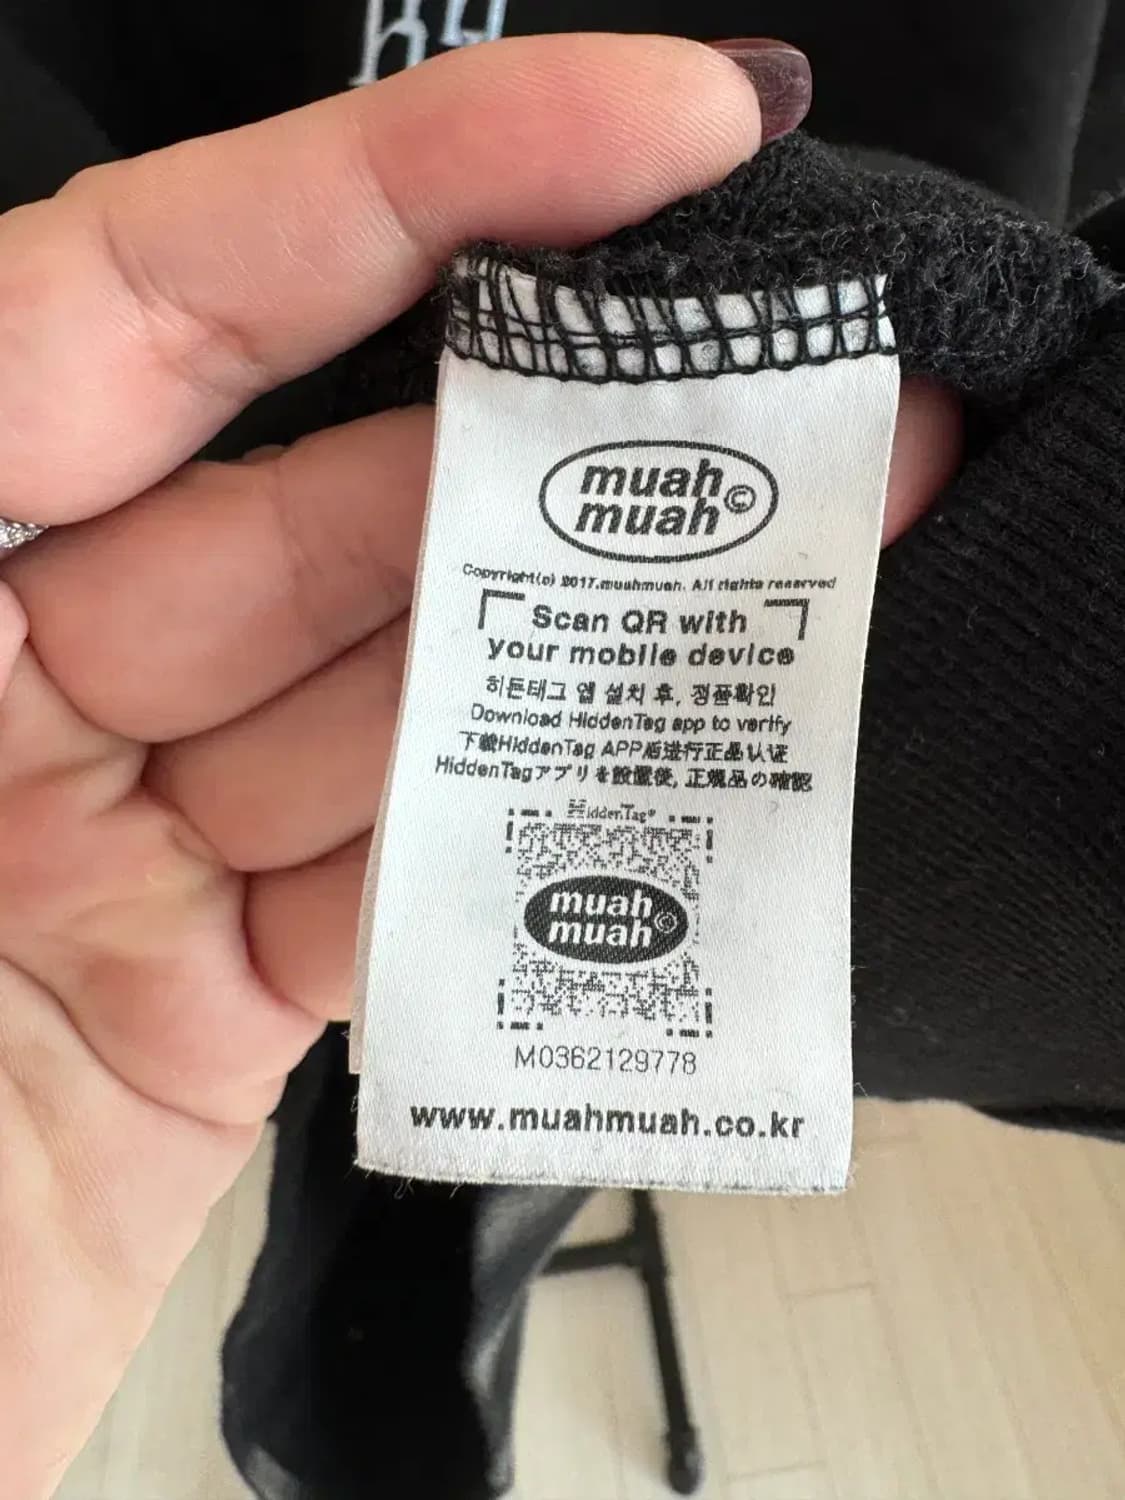 muah
muah©
Copyright(c) 2017.muahmuah. All rights reserved
Scan QR with
your mobile device
히든태그 앱 설치 후, 정품확인
Download HiddenTag app to verify
下载HiddenTag APP后进行正品认证
HiddenTagアプリを設置後, 正規品の確認
HiddenTag®
muah
muah©
M0362129778
www.muahmuah.co.kr